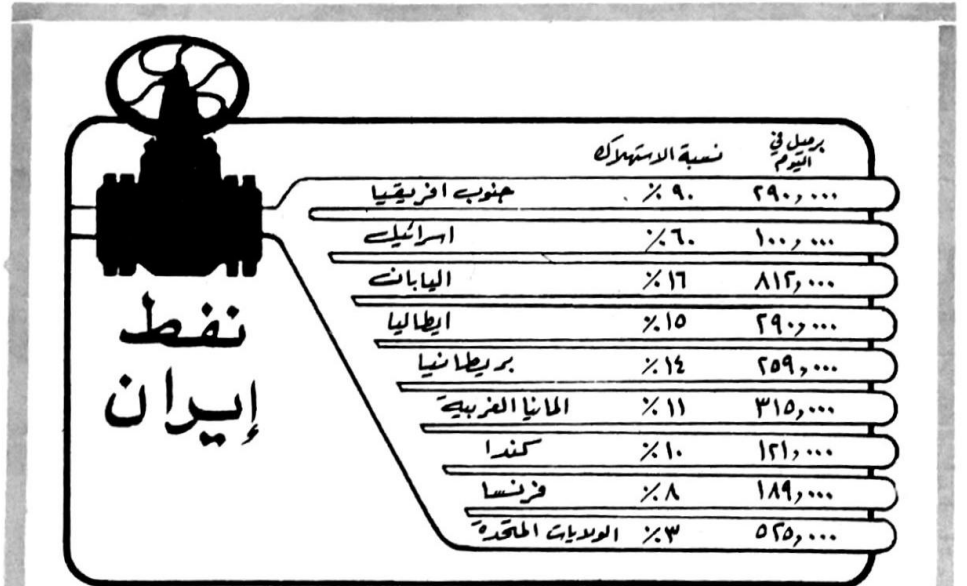 برميل في
اليوم
نسبة الاستهلاك
جنوب افريقيا ٩٠ ٪ ٢٩٠,٠٠٠
اسرائيل ٦٠ ٪ ١٠٠,٠٠٠
اليابان ١٦ ٪ ٨١٢,٠٠٠
ايطاليا ١٥ ٪ ٢٩٠,٠٠٠
بريطانيا ١٤ ٪ ٢٥٩,٠٠٠
المانيا الغربية ١١ ٪ ٣١٥,٠٠٠
كندا ١٠ ٪ ١٢١,٠٠٠
فرنسا ٨ ٪ ١٨٩,٠٠٠
الولايات المتحدة ٣ ٪ ٥٢٥,٠٠٠
نفط
إيران